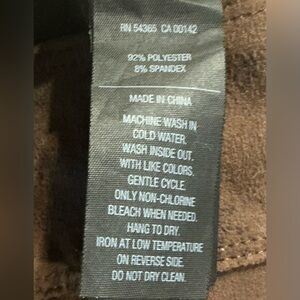 RN 54365 CA 00142
92% POLYESTER
8% SPANDEX
MADE IN CHINA
MACHINE WASH IN
COLD WATER.
WASH INSIDE OUT.
WITH LIKE COLORS.
GENTLE CYCLE.
ONLY NON-CHLORINE
BLEACH WHEN NEEDED.
HANG TO DRY.
IRON AT LOW TEMPERATURE
ON REVERSE SIDE.
DO NOT DRY CLEAN.